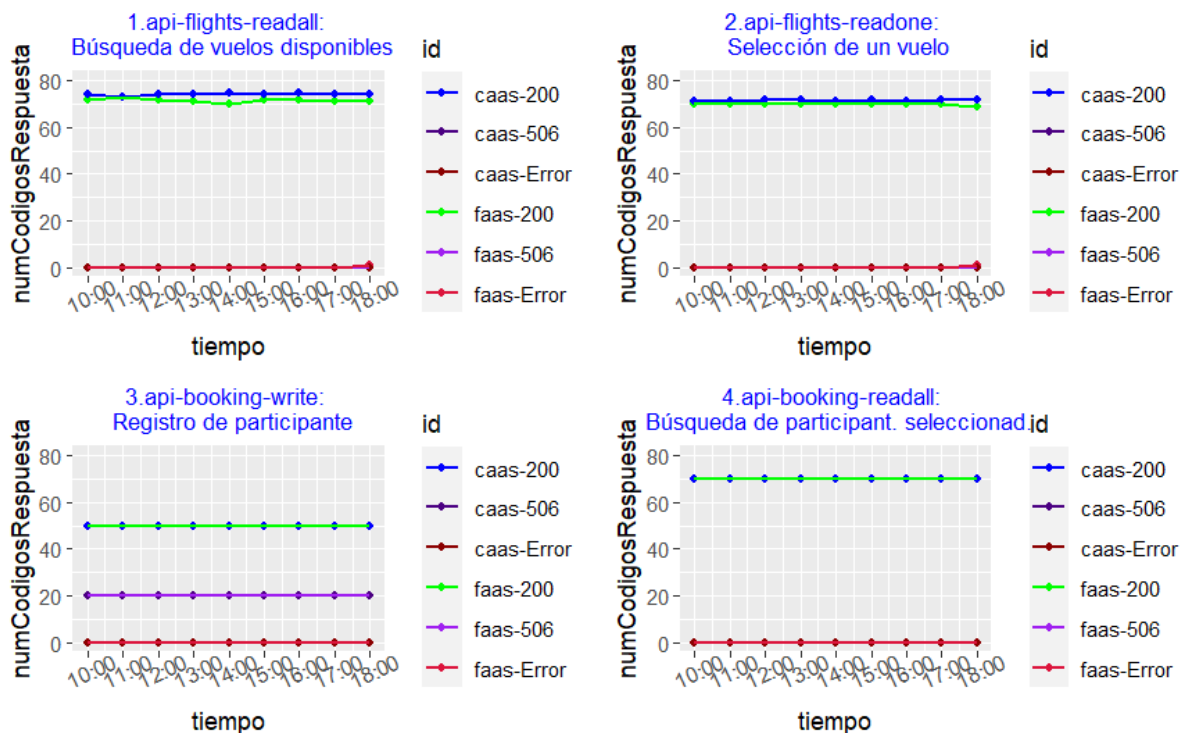 1.api-flights-readall:
Búsqueda de vuelos disponibles
numCodigosRespuesta
80
60
40
20
0
10:00 11:00 12:00 13:00 14:00 15:00 16:00 17:00 18:00
tiempo
id
caas-200
caas-506
caas-Error
faas-200
faas-506
faas-Error
2.api-flights-readone:
Selección de un vuelo
numCodigosRespuesta
80
60
40
20
0
10:00 11:00 12:00 13:00 14:00 15:00 16:00 17:00 18:00
tiempo
id
caas-200
caas-506
caas-Error
faas-200
faas-506
faas-Error
3.api-booking-write:
Registro de participante
numCodigosRespuesta
80
60
40
20
0
10:00 11:00 12:00 13:00 14:00 15:00 16:00 17:00 18:00
tiempo
id
caas-200
caas-506
caas-Error
faas-200
faas-506
faas-Error
4.api-booking-readall:
Búsqueda de participant. seleccionad.
numCodigosRespuesta
80
60
40
20
0
10:00 11:00 12:00 13:00 14:00 15:00 16:00 17:00 18:00
tiempo
id
caas-200
caas-506
caas-Error
faas-200
faas-506
faas-Error